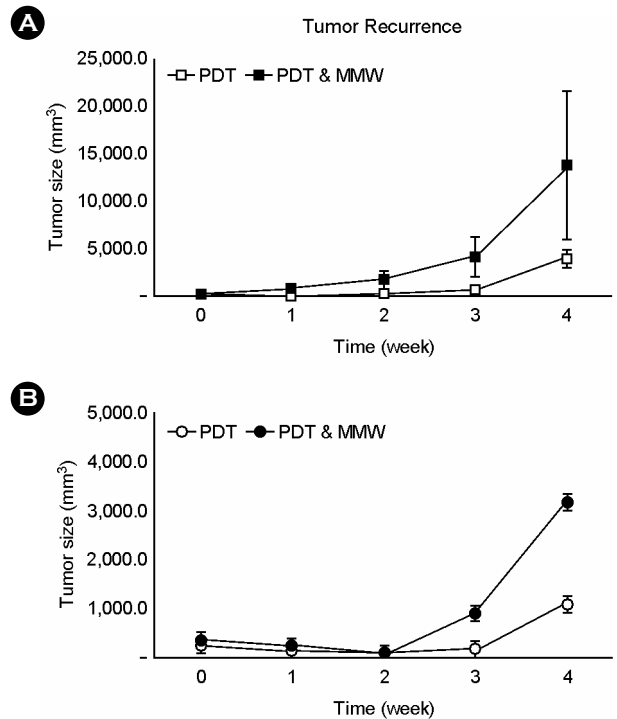 A
Tumor Recurrence
PDT
PDT & MMW
25,000.0
20,000.0
15,000.0
10,000.0
5,000.0
-
Tumor size (mm³)
0 1 2 3 4
Time (week)
B
PDT
PDT & MMW
5,000.0
4,000.0
3,000.0
2,000.0
1,000.0
-
Tumor size (mm³)
0 1 2 3 4
Time (week)